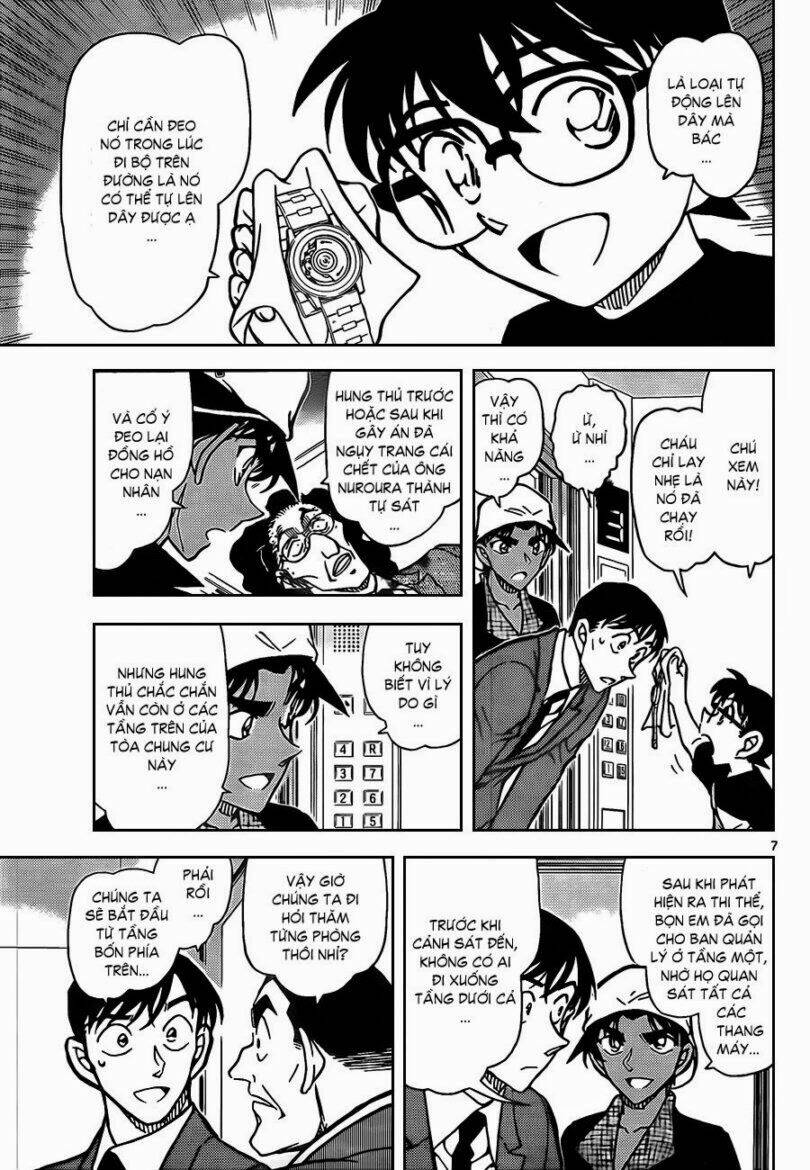 LÀ LOẠI TỰ
ĐỘNG LÊN
DÂY MÀ
BÁC
...
CHỈ CẦN ĐEO
NÓ TRONG LÚC
ĐI BỘ TRÊN
ĐƯỜNG LÀ NÓ
CÓ THỂ TỰ LÊN
DÂY ĐƯỢC Ạ
...
CHÚ
XEM
NÀY!
CHÁU
CHỈ LAY
NHẸ LÀ
NÓ ĐÃ
CHẠY
RỒI!
Ừ,
Ừ NHỈ
...
VẬY
THÌ CÓ
KHẢ
NĂNG
...
3
HUNG THỦ TRƯỚC
HOẶC SAU KHI
GÂY ÁN ĐÃ
NGỤY TRANG CÁI
CHẾT CỦA ÔNG
NUROURA THÀNH
TỰ SÁT
....
VÀ CỐ Ý
ĐEO LẠI
ĐỒNG HỒ
CHO NẠN
NHÂN
...
TUY
KHÔNG
BIẾT VÌ LÝ
DO GÌ
...
NHƯNG HUNG
THỦ CHẮC CHẮN
VẪN CÒN Ở CÁC
TẦNG TRÊN CỦA
TÒA CHUNG CƯ
NÀY
...
4 R
3 7
2 6
1 5
7
SAU KHI PHÁT
HIỆN RA THI THỂ,
BỌN EM ĐÃ GỌI
CHO BAN QUẢN
LÝ Ở TẦNG MỘT,
NHỜ HỌ QUAN
SÁT TẤT CẢ
CÁC
THANG
MÁY...
TRƯỚC KHI
CẢNH SÁT ĐẾN,
KHÔNG CÓ AI
ĐI XUỐNG
TẦNG DƯỚI CẢ
...
VẬY GIỜ
CHÚNG TA ĐI
HỎI THĂM
TỪNG PHÒNG
THÔI NHỈ?
PHẢI
RỒI
...
CHÚNG TA
SẼ BẮT ĐẦU
TỪ TẦNG
BỐN PHÍA
TRÊN...